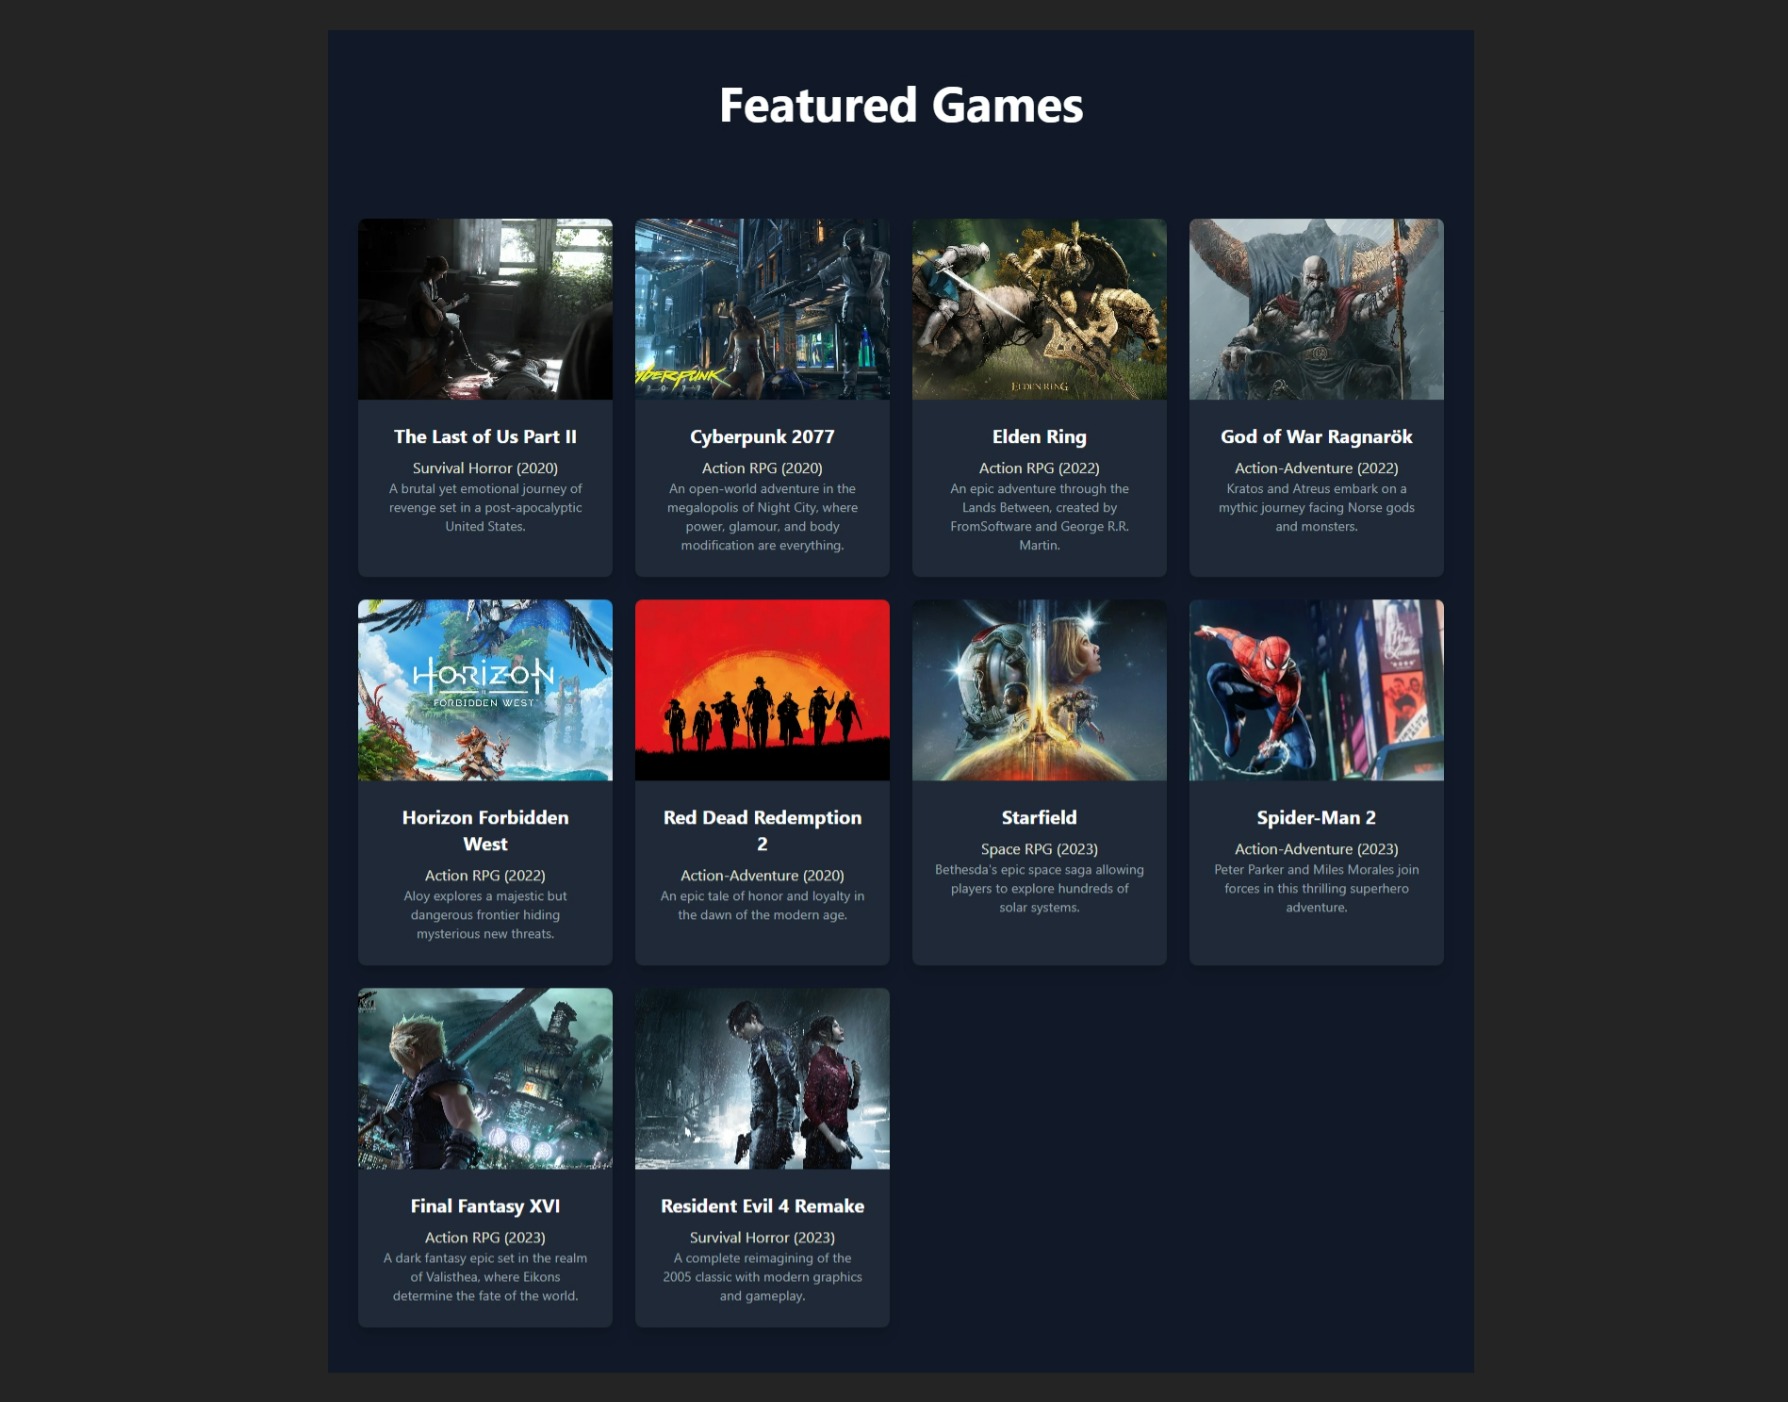 Featured Games
YBERPUNK
2077
ELDEN RING
The Last of Us Part II
Survival Horror (2020)
A brutal yet emotional journey of
revenge set in a post-apocalyptic
United States.
Cyberpunk 2077
Action RPG (2020)
An open-world adventure in the
megalopolis of Night City, where
power, glamour, and body
modification are everything.
Elden Ring
Action RPG (2022)
An epic adventure through the
Lands Between, created by
FromSoftware and George R.R.
Martin.
God of War Ragnarök
Action-Adventure (2022)
Kratos and Atreus embark on a
mythic journey facing Norse gods
and monsters.
HORIZON
FORBIDDEN WEST
Horizon Forbidden
West
Action RPG (2022)
Aloy explores a majestic but
dangerous frontier hiding
mysterious new threats.
Red Dead Redemption
2
Action-Adventure (2020)
An epic tale of honor and loyalty in
the dawn of the modern age.
Starfield
Space RPG (2023)
Bethesda's epic space saga allowing
players to explore hundreds of
solar systems.
Spider-Man 2
Action-Adventure (2023)
Peter Parker and Miles Morales join
forces in this thrilling superhero
adventure.
Final Fantasy XVI
Action RPG (2023)
A dark fantasy epic set in the realm
of Valisthea, where Eikons
determine the fate of the world.
Resident Evil 4 Remake
Survival Horror (2023)
A complete reimagining of the
2005 classic with modern graphics
and gameplay.